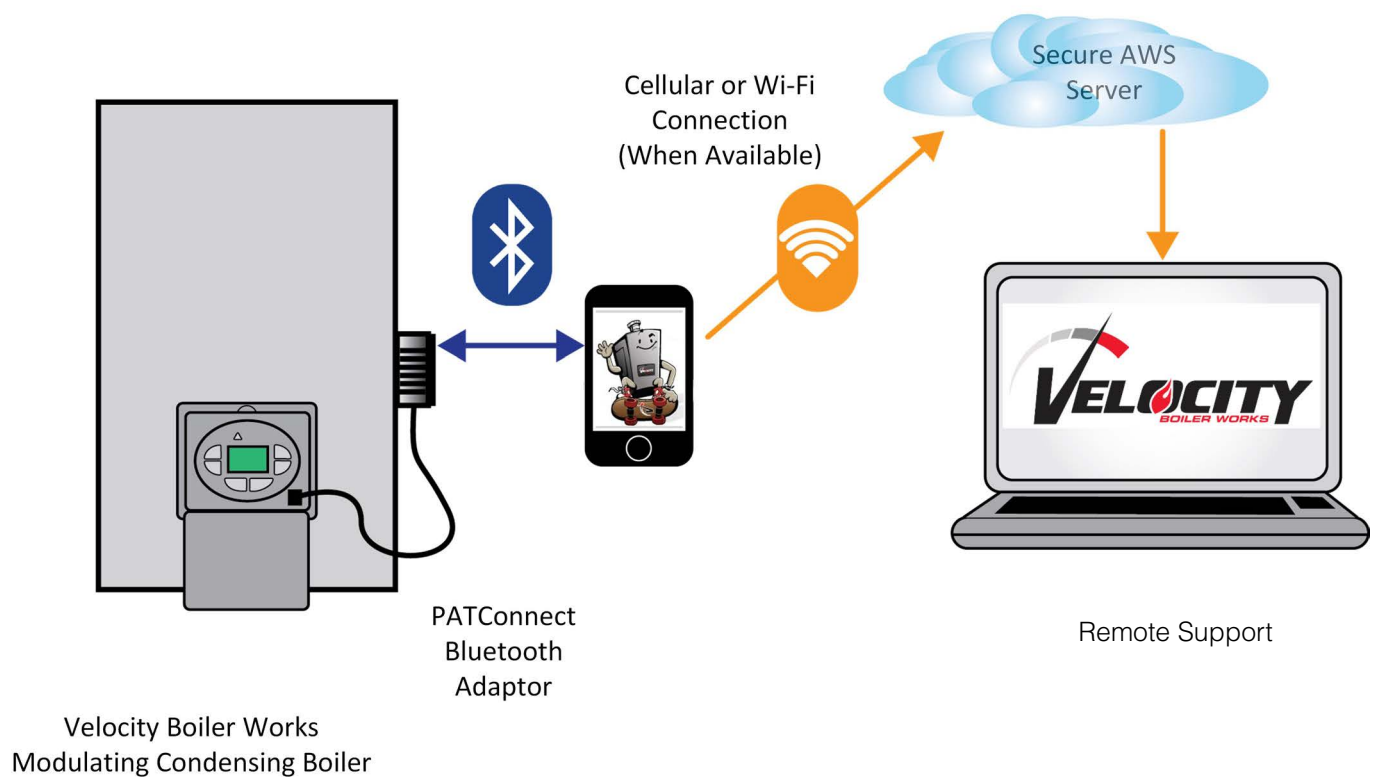 Secure AWS
Server
Cellular or Wi-Fi
Connection
(When Available)
VELOCITY
BOILER WORKS
PATConnect
Bluetooth
Adaptor
Remote Support
Velocity Boiler Works
Modulating Condensing Boiler